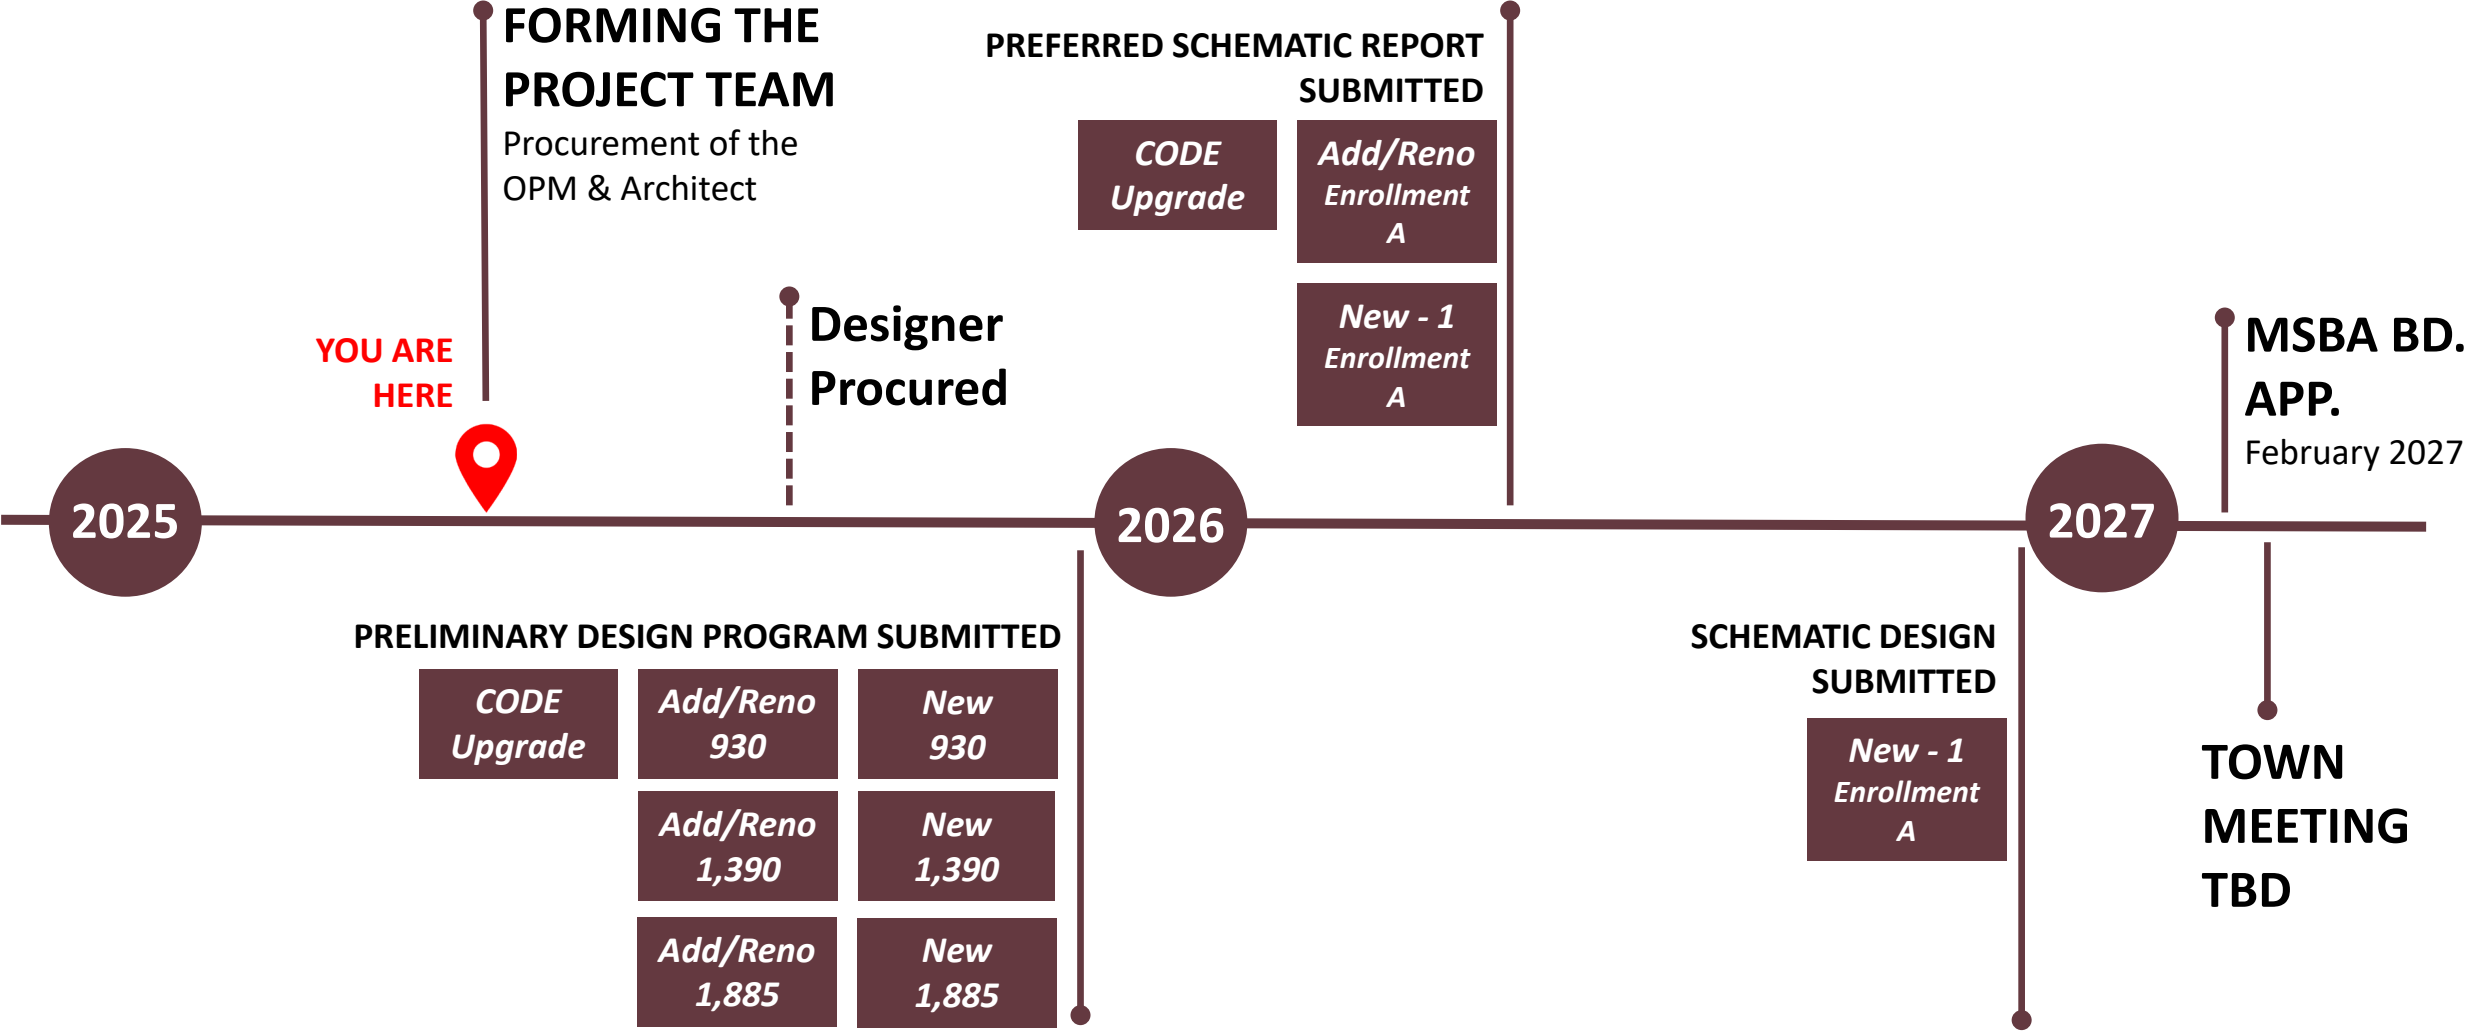 FORMING THE
PROJECT TEAM
Procurement of the
OPM & Architect
PREFERRED SCHEMATIC REPORT
SUBMITTED
CODE
Upgrade
Add/Reno
Enrollment
A
New - 1
Enrollment
A
YOU ARE
HERE
Designer
Procured
MSBA BD.
APP.
February 2027
2025
2026
2027
PRELIMINARY DESIGN PROGRAM SUBMITTED
CODE
Upgrade
Add/Reno
930
New
930
Add/Reno
1,390
New
1,390
Add/Reno
1,885
New
1,885
SCHEMATIC DESIGN
SUBMITTED
New - 1
Enrollment
A
TOWN
MEETING
TBD